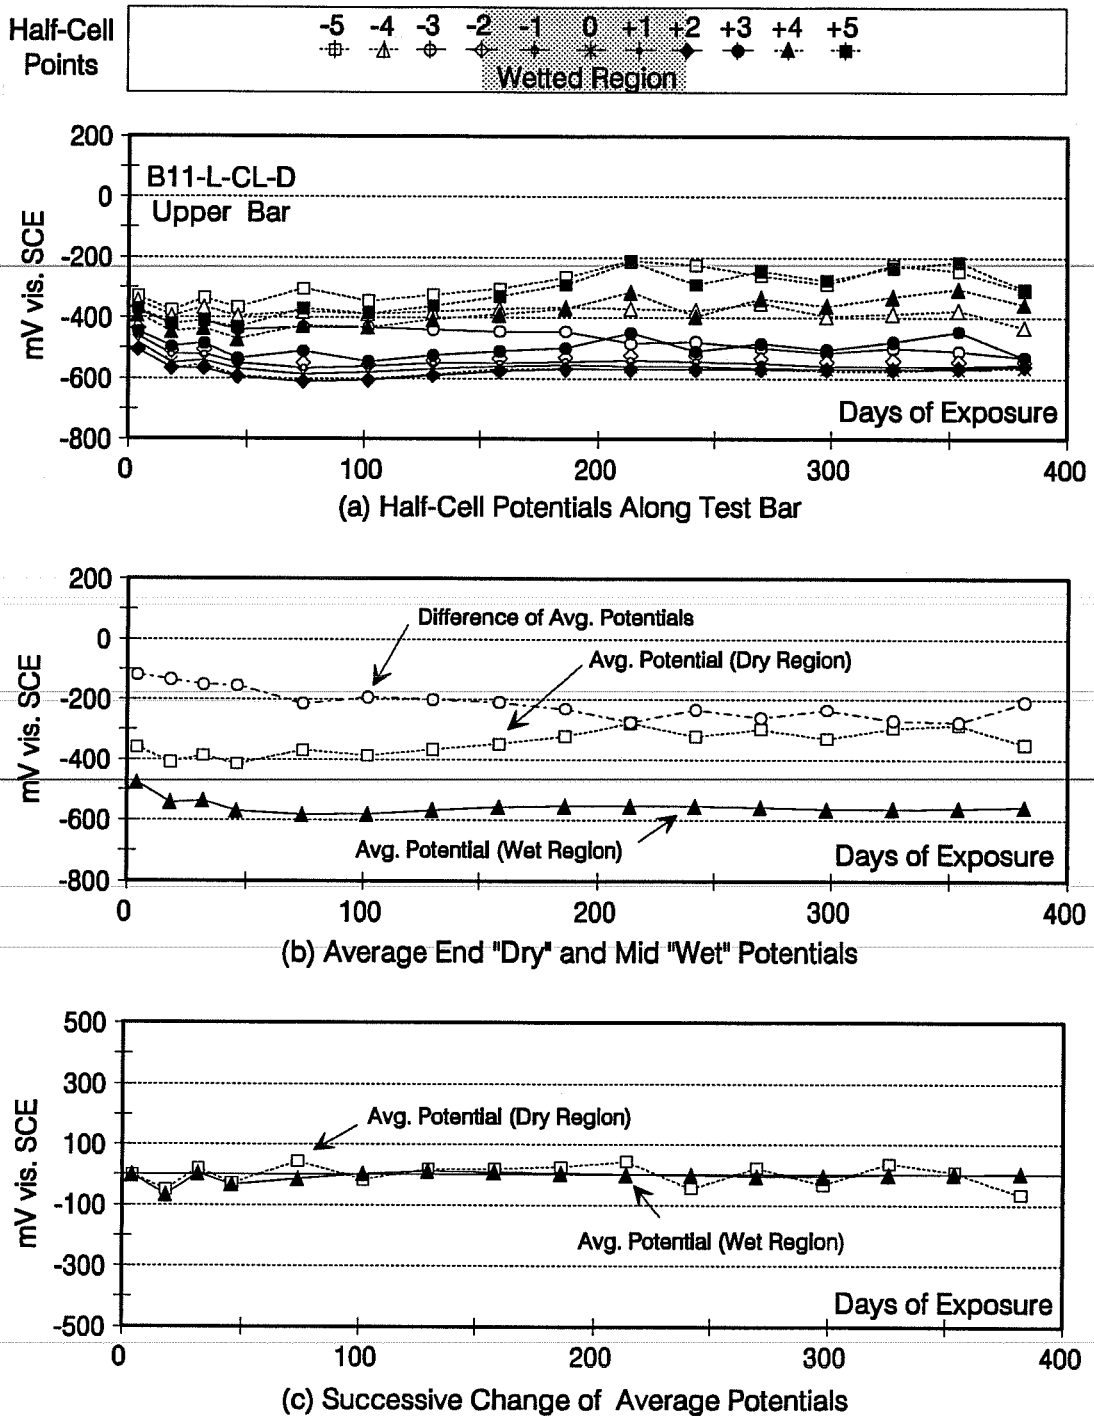 Half-Cell Points
-5 -4 -3 -2 -1 0 +1 +2 +3 +4 +5
Wetted Region
200
0
-200
-400
-600
-800
mV vis. SCE
B11-L-CL-D
Upper Bar
Days of Exposure
0 100 200 300 400
(a) Half-Cell Potentials Along Test Bar
200
0
-200
-400
-600
-800
mV vis. SCE
Difference of Avg. Potentials
Avg. Potential (Dry Region)
Avg. Potential (Wet Region)
Days of Exposure
0 100 200 300 400
(b) Average End "Dry" and Mid "Wet" Potentials
500
300
100
-100
-300
-500
mV vis. SCE
Avg. Potential (Dry Region)
Avg. Potential (Wet Region)
Days of Exposure
0 100 200 300 400
(c) Successive Change of Average Potentials